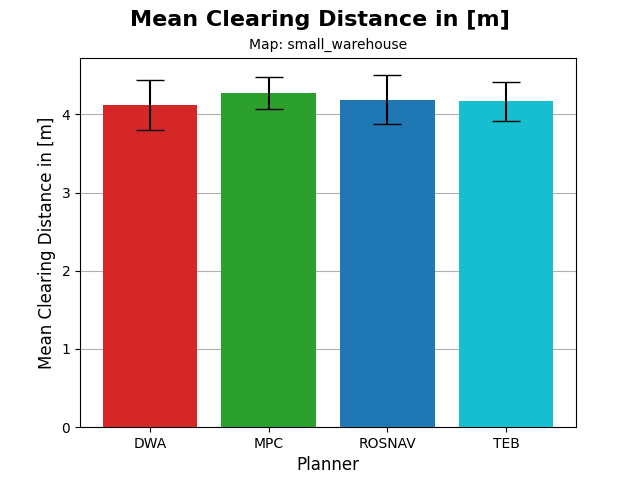 Mean Clearing Distance in [m]
Map: small_warehouse
Mean Clearing Distance in [m]
4
3
2
1
0
DWA MPC ROSNAV TEB
Planner